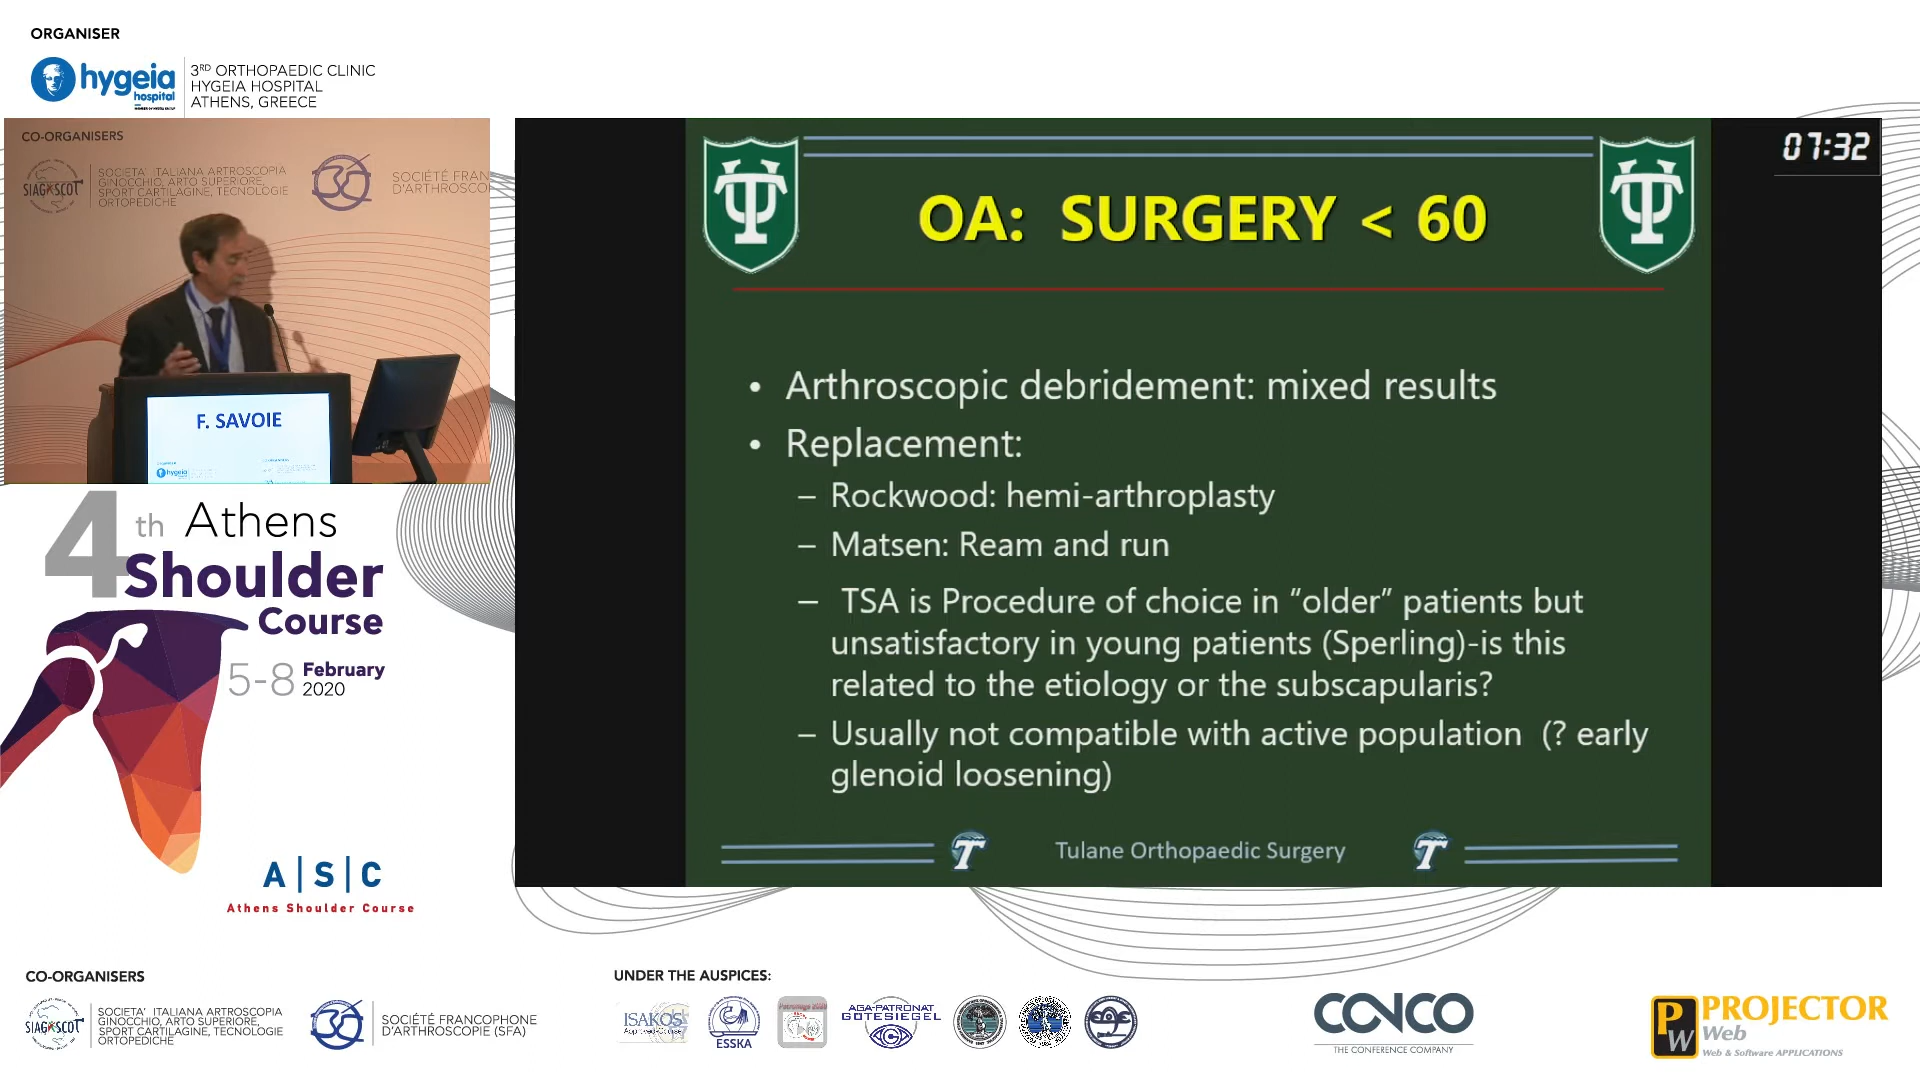 ORGANISER
hygeia
hospital
3RD ORTHOPAEDIC CLINIC
HYGEIA HOSPITAL
ATHENS, GREECE
CO-ORGANISERS
SIAGASCOT
SOCIETA' ITALIANA ARTROSCOPIA
GINOCCHIO, ARTO SUPERIORE,
SPORT CARTILAGINE, TECNOLOGIE
ORTOPEDICHE
SOCIÉTÉ FRAN
D'ARTHROSCO
F. SAVOIE
hygeia
07:32
OA: SURGERY < 60
• Arthroscopic debridement: mixed results
• Replacement:
– Rockwood: hemi-arthroplasty
– Matsen: Ream and run
– TSA is Procedure of choice in “older” patients but
unsatisfactory in young patients (Sperling)-is this
related to the etiology or the subscapularis?
– Usually not compatible with active population (? early
glenoid loosening)
Tulane Orthopaedic Surgery
4th Athens
Shoulder
Course
5-8 February
2020
A|S|C
Athens Shoulder Course
CO-ORGANISERS
SIAGASCOT
SOCIETA' ITALIANA ARTROSCOPIA
GINOCCHIO, ARTO SUPERIORE,
SPORT CARTILAGINE, TECNOLOGIE
ORTOPEDICHE
SOCIÉTÉ FRANCOPHONE
D'ARTHROSCOPIE (SFA)
UNDER THE AUSPICES:
ISAKOS
ESSKA
Patronage 2020
AGA-PATRONAT
GÜTESIEGEL
CONCO
THE CONFERENCE COMPANY
PW
PROJECTOR
Web
Web & Software APPLICATIONS